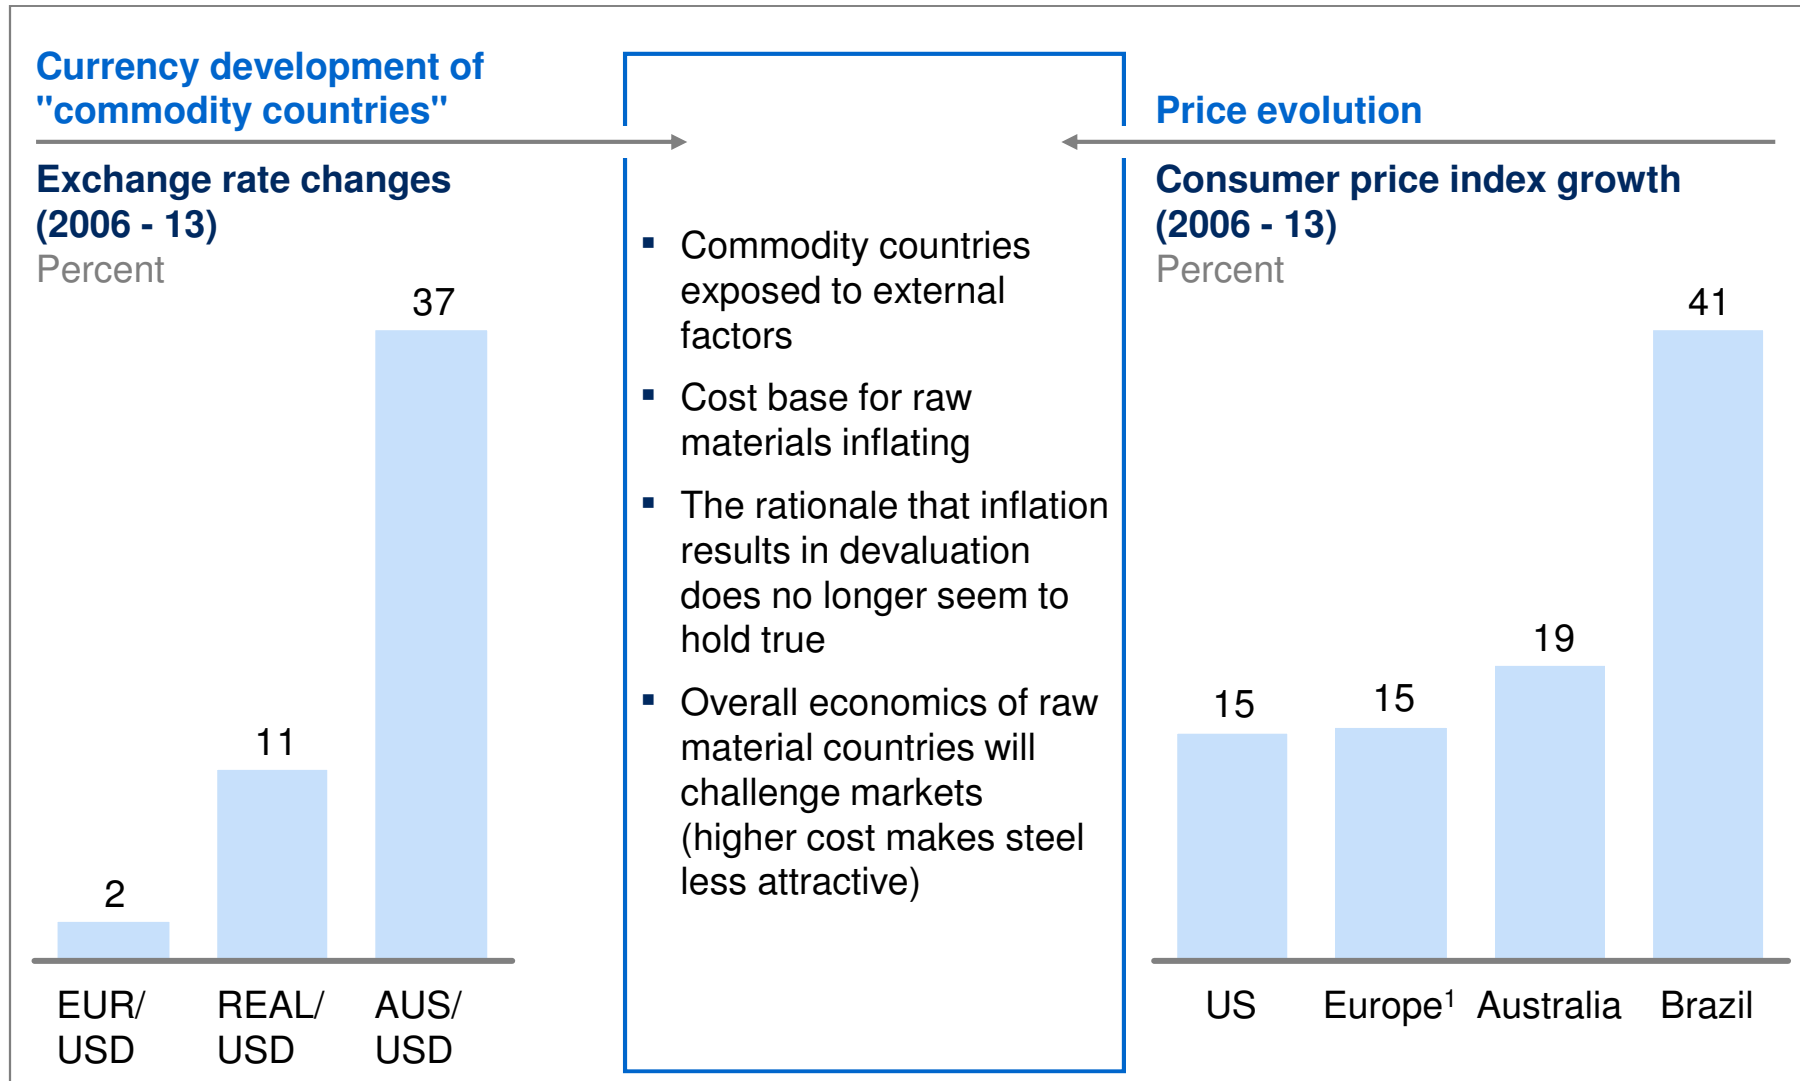 Currency development of
"commodity countries"
Exchange rate changes
(2006 - 13)
Percent
37
11
2
EUR/
USD
REAL/
USD
AUS/
USD
▪ Commodity countries
exposed to external
factors
▪ Cost base for raw
materials inflating
▪ The rationale that inflation
results in devaluation
does no longer seem to
hold true
▪ Overall economics of raw
material countries will
challenge markets
(higher cost makes steel
less attractive)
Price evolution
Consumer price index growth
(2006 - 13)
Percent
41
19
15
15
US
Europe¹
Australia
Brazil